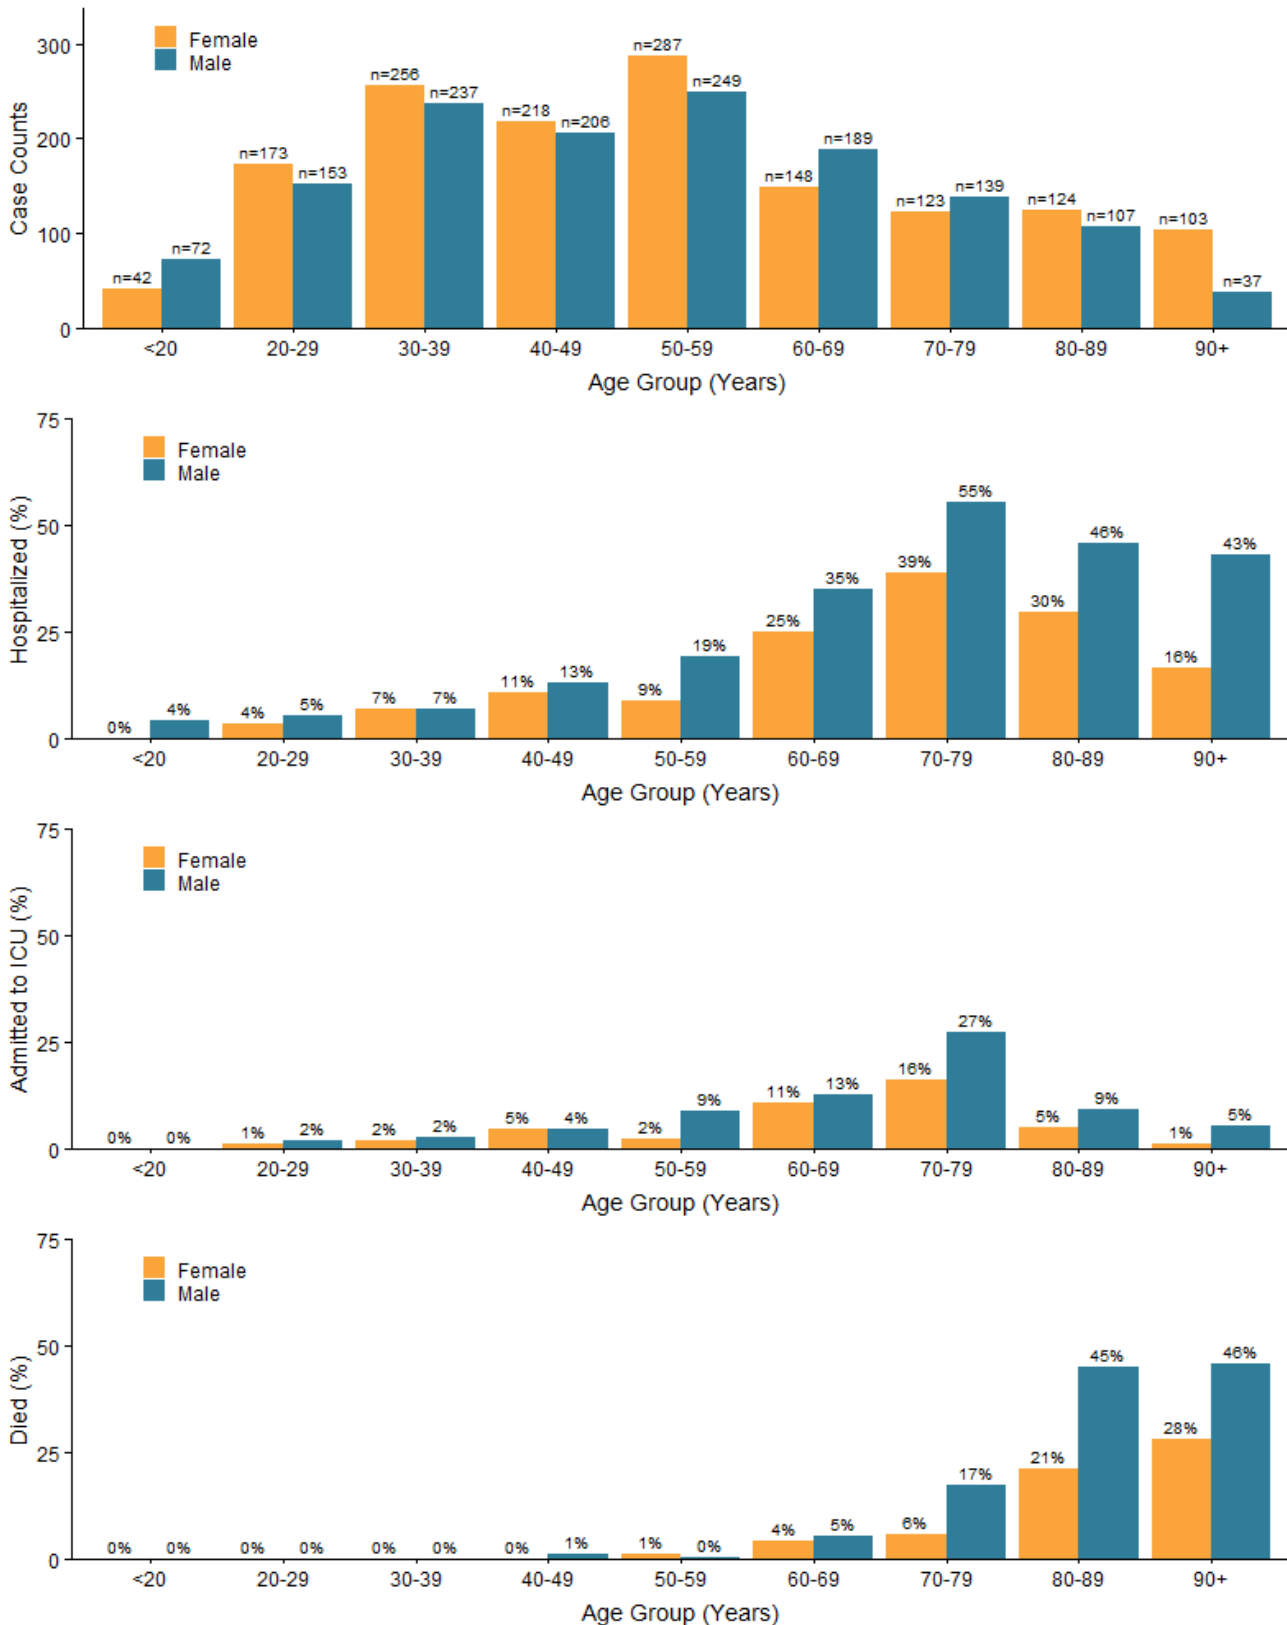 Case Counts
300
200
100
0
Female
Male
n=42 n=72 n=173 n=153 n=256 n=237 n=218 n=206 n=287 n=249 n=148 n=189 n=123 n=139 n=124 n=107 n=103 n=37
<20 20-29 30-39 40-49 50-59 60-69 70-79 80-89 90+
Age Group (Years)
Hospitalized (%)
75
50
25
0
Female
Male
0% 4% 4% 5% 7% 7% 11% 13% 9% 19% 25% 35% 39% 55% 30% 46% 16% 43%
<20 20-29 30-39 40-49 50-59 60-69 70-79 80-89 90+
Age Group (Years)
Admitted to ICU (%)
75
50
25
0
Female
Male
0% 0% 1% 2% 2% 2% 5% 4% 2% 9% 11% 13% 16% 27% 5% 9% 1% 5%
<20 20-29 30-39 40-49 50-59 60-69 70-79 80-89 90+
Age Group (Years)
Died (%)
75
50
25
0
Female
Male
0% 0% 0% 0% 0% 0% 0% 1% 1% 0% 4% 5% 6% 17% 21% 45% 28% 46%
<20 20-29 30-39 40-49 50-59 60-69 70-79 80-89 90+
Age Group (Years)